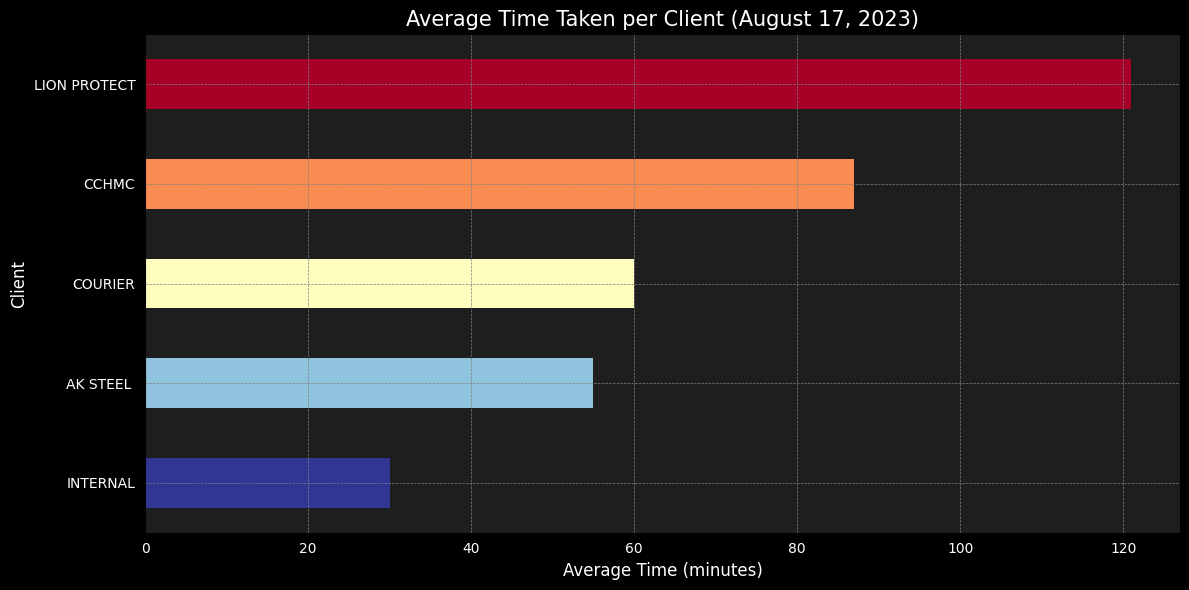 Average Time Taken per Client (August 17, 2023)
LION PROTECT
CCHMC
COURIER
AK STEEL
INTERNAL
Client
0 20 40 60 80 100 120
Average Time (minutes)